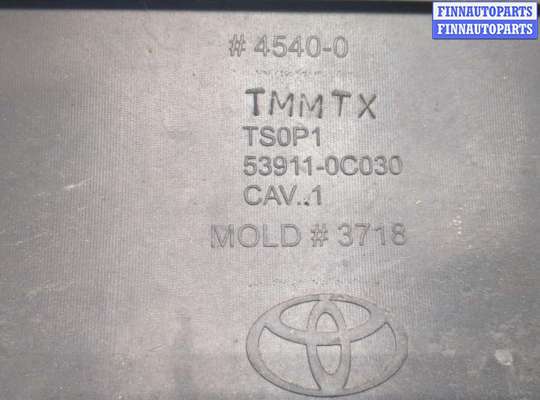 FINNAUTOPARTS
FINNAUTOPARTS
# 4540-0
TMMTX
TS0P1
53911-0C030
CAV..1
MOLD # 3718